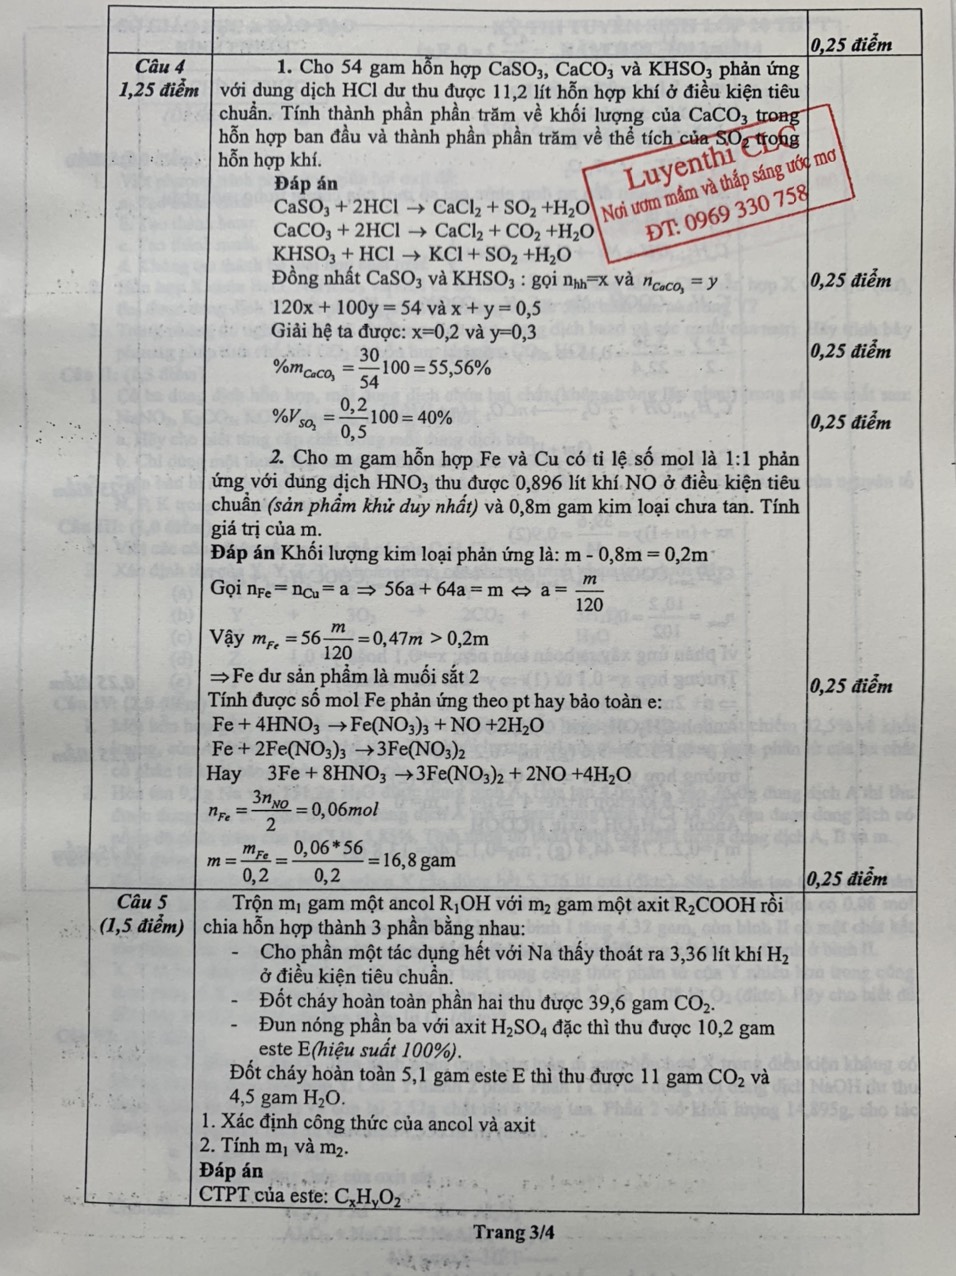 0,25 điểm
Câu 4
1,25 điểm
1. Cho 54 gam hỗn hợp CaSO₃, CaCO₃ và KHSO₃ phản ứng
với dung dịch HCl dư thu được 11,2 lít hỗn hợp khí ở điều kiện tiêu
chuẩn. Tính thành phần phần trăm về khối lượng của CaCO₃ trong
hỗn hợp ban đầu và thành phần phần trăm về thể tích của SO₂ trong
hỗn hợp khí.
Luyenthi CLC
Nơi ươm mầm và thắp sáng ước mơ
ĐT: 0969 330 758
Đáp án
CaSO₃ + 2HCl → CaCl₂ + SO₂ +H₂O
CaCO₃ + 2HCl → CaCl₂ + CO₂ +H₂O
KHSO₃ + HCl → KCl + SO₂ +H₂O
Đồng nhất CaSO₃ và KHSO₃ : gọi nₕₕ=x và n_CaCO₃ = y
0,25 điểm
120x + 100y = 54 và x + y = 0,5
Giải hệ ta được: x=0,2 và y=0,3
0,25 điểm
%m_CaCO₃ = 30/54 100 = 55,56%
%V_SO₂ = 0,2/0,5 100 = 40%
0,25 điểm
2. Cho m gam hỗn hợp Fe và Cu có tỉ lệ số mol là 1:1 phản
ứng với dung dịch HNO₃ thu được 0,896 lít khí NO ở điều kiện tiêu
chuẩn (sản phẩm khử duy nhất) và 0,8m gam kim loại chưa tan. Tính
giá trị của m.
Đáp án Khối lượng kim loại phản ứng là: m - 0,8m = 0,2m
Gọi n_Fe = n_Cu = a ⇒ 56a + 64a = m ⇔ a = m/120
Vậy m_Fe = 56 m/120 = 0,47m > 0,2m
⇒ Fe dư sản phẩm là muối sắt 2
0,25 điểm
Tính được số mol Fe phản ứng theo pt hay bảo toàn e:
Fe + 4HNO₃ → Fe(NO₃)₃ + NO +2H₂O
Fe + 2Fe(NO₃)₃ → 3Fe(NO₃)₂
Hay 3Fe + 8HNO₃ → 3Fe(NO₃)₂ + 2NO +4H₂O
n_Fe = 3n_NO/2 = 0,06mol
m = m_Fe/0,2 = 0,06*56/0,2 = 16,8 gam
0,25 điểm
Câu 5
(1,5 điểm)
Trộn m₁ gam một ancol R₁OH với m₂ gam một axit R₂COOH rồi
chia hỗn hợp thành 3 phần bằng nhau:
- Cho phần một tác dụng hết với Na thấy thoát ra 3,36 lít khí H₂
ở điều kiện tiêu chuẩn.
- Đốt cháy hoàn toàn phần hai thu được 39,6 gam CO₂.
- Đun nóng phần ba với axit H₂SO₄ đặc thì thu được 10,2 gam
este E(hiệu suất 100%).
Đốt cháy hoàn toàn 5,1 gam este E thì thu được 11 gam CO₂ và
4,5 gam H₂O.
1. Xác định công thức của ancol và axit
2. Tính m₁ và m₂.
Đáp án
CTPT của este: CₓHᵧO₂
Trang 3/4